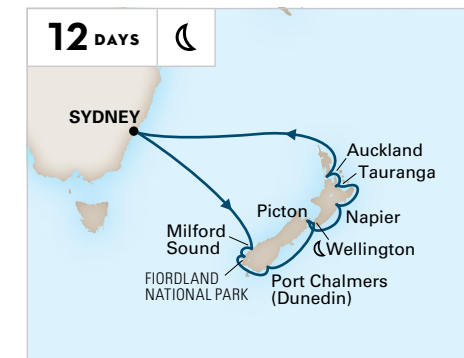 12 DAYS
SYDNEY
Auckland
Tauranga
Picton
Napier
Milford
Sound
Wellington
FIORDLAND
NATIONAL PARK
Port Chalmers
(Dunedin)